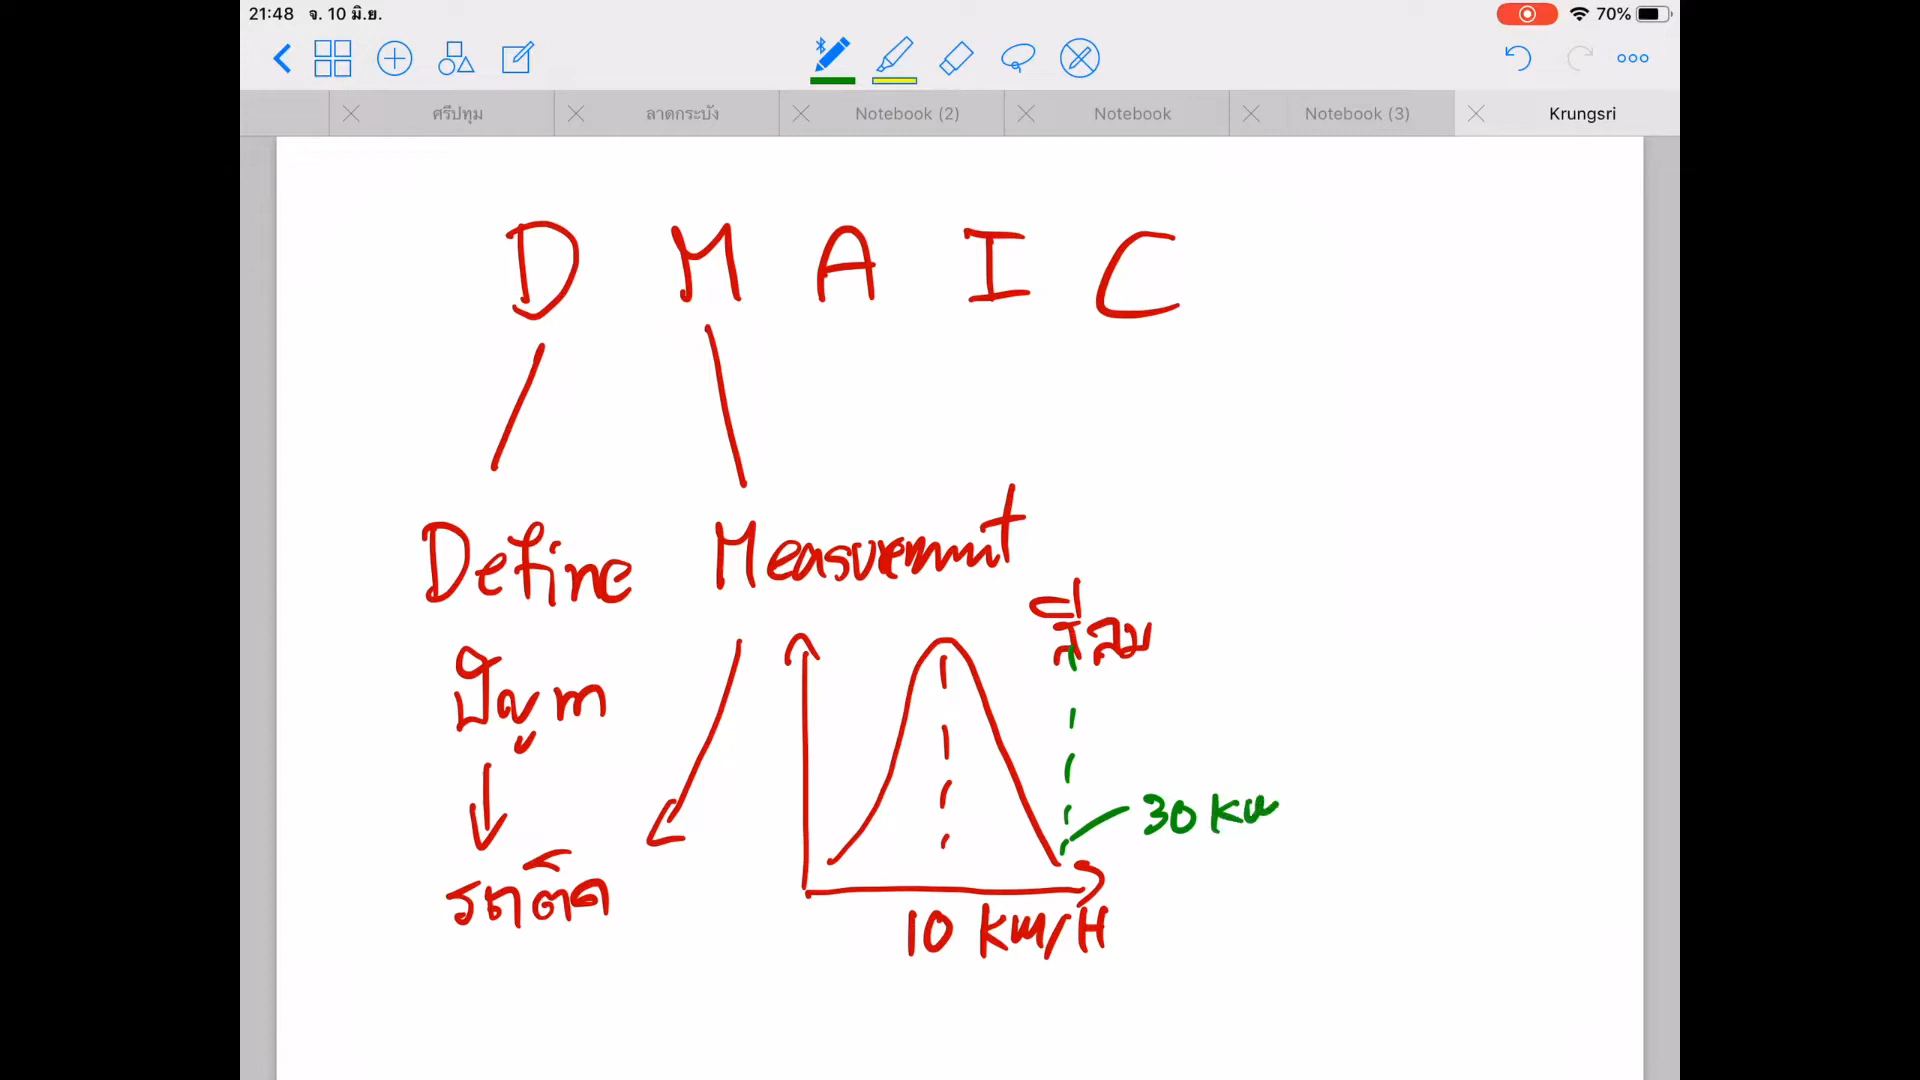 21:48 จ. 10 มิ.ย. 70%
ศรีปทุม ลาดกระบัง Notebook (2) Notebook Notebook (3) Krungsri
D M A I C
Define Measurement
ปัญหา
สีลม
30 KM
รถติด
10 KM/H